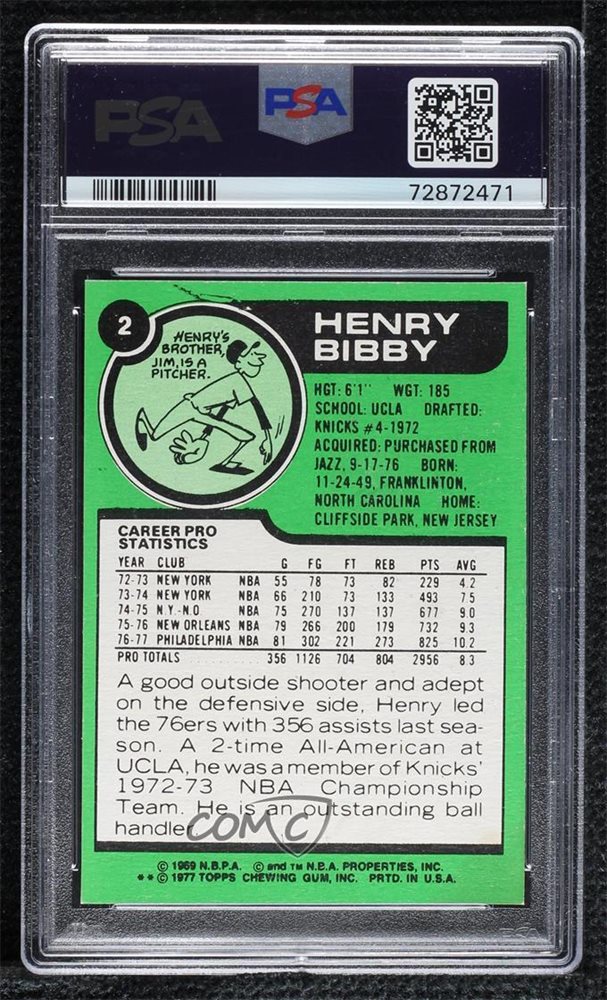 PSA
PSA
72872471
2
HENRY'S
BROTHER,
JIM, IS A
PITCHER.
HENRY
BIBBY
HGT: 6'1" WGT: 185
SCHOOL: UCLA DRAFTED:
KNICKS #4-1972
ACQUIRED: PURCHASED FROM
JAZZ, 9-17-76 BORN:
11-24-49, FRANKLINTON,
NORTH CAROLINA HOME:
CLIFFSIDE PARK, NEW JERSEY
CAREER PRO
STATISTICS
YEAR CLUB G FG FT REB PTS AVG
72-73 NEW YORK NBA 55 78 73 82 229 4.2
73-74 NEW YORK NBA 66 210 73 133 493 7.5
74-75 N.Y.-N.O NBA 75 270 137 137 677 9.0
75-76 NEW ORLEANS NBA 79 266 200 179 732 9.3
76-77 PHILADELPHIA NBA 81 302 221 273 825 10.2
PRO TOTALS 356 1126 704 804 2956 8.3
A good outside shooter and adept
on the defensive side, Henry led
the 76ers with 356 assists last sea-
son. A 2-time All-American at
UCLA, he was a member of Knicks'
1972-73 NBA Championship
Team. He is an outstanding ball
handler
COMC
© 1969 N.B.P.A. © and TM N.B.A. PROPERTIES, INC.
** © 1977 TOPPS CHEWING GUM, INC. PRTD. IN U.S.A.